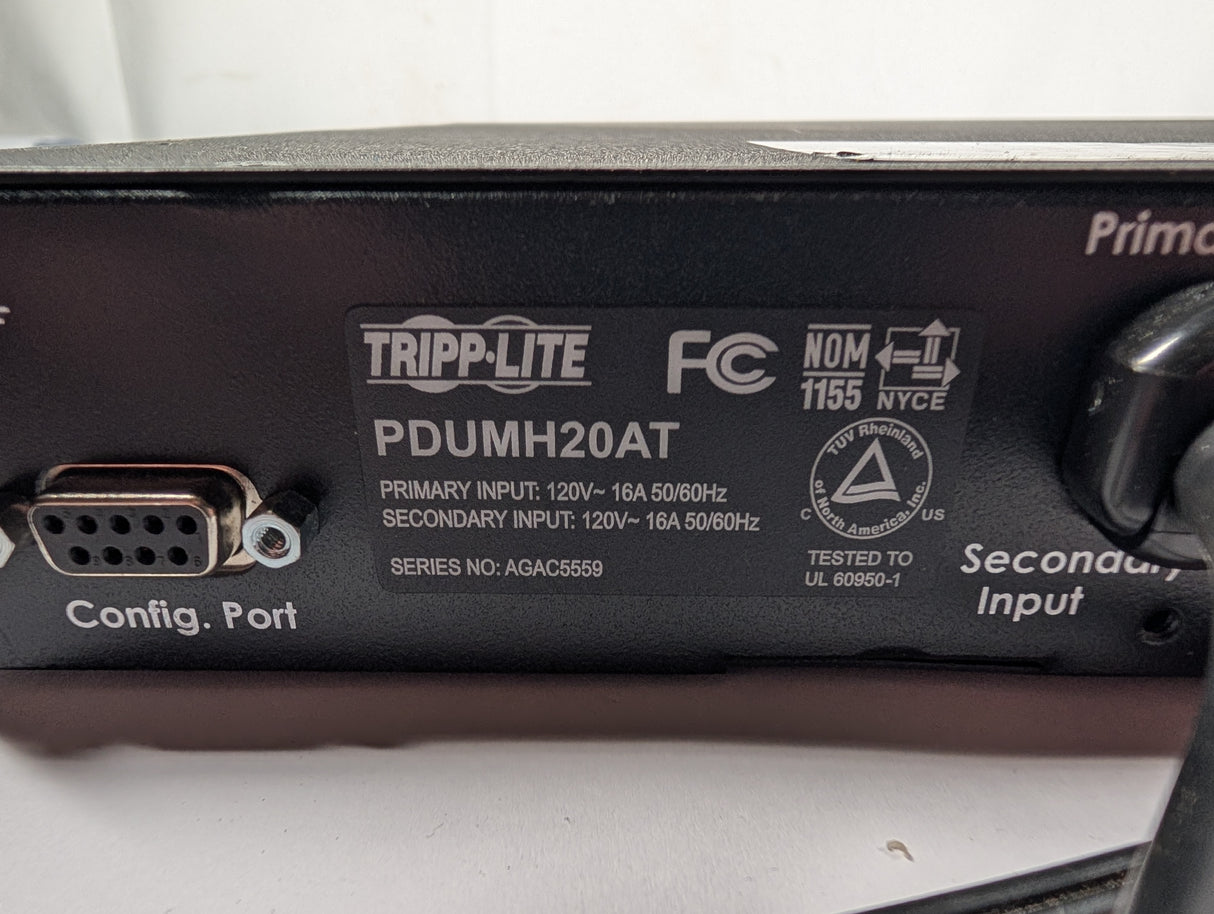 Prima
TRIPP·LITE
FC
NOM
1155
NYCE
PDUMH20AT
PRIMARY INPUT: 120V~ 16A 50/60Hz
SECONDARY INPUT: 120V~ 16A 50/60Hz
SERIES NO: AGAC5559
TUV Rheinland
of North America, Inc.
C US
TESTED TO
UL 60950-1
Config. Port
Secondary
Input